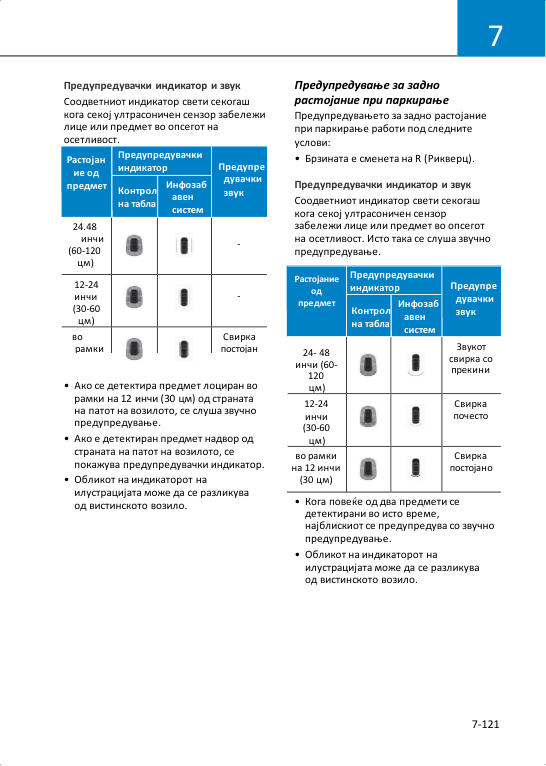 7
Предупредувачки индикатор и звук
Соодветниот индикатор свети секогаш
кога секој ултрасоничен сензор забележи
лице или предмет во опсегот на
осетливост.
Растојан
ие од
предмет
Предупредувачки
индикатор
Контрол
на табла
Инфозаб
авен
систем
Предупре
дувачки
звук
24.48
инчи
(60-120
цм)
-
12-24
инчи
(30-60
цм)
-
во
рамки
Свирка
постојан
• Ако се детектира предмет лоциран во
рамки на 12 инчи (30 цм) од страната
на патот на возилото, се слуша звучно
предупредување.
• Ако е детектиран предмет надвор од
страната на патот на возилото, се
покажува предупредувачки индикатор.
• Обликот на индикаторот на
илустрацијата може да се разликува
од вистинското возило.
Предупредување за задно
растојание при паркирање
Предупредувањето за задно растојание
при паркирање работи под следните
услови:
• Брзината е сменета на R (Рикверц).
Предупредувачки индикатор и звук
Соодветниот индикатор свети секогаш
кога секој ултрасоничен сензор
забележи лице или предмет во опсегот
на осетливост. Исто така се слуша звучно
предупредување.
Растојание
од
предмет
Предупредувачки
индикатор
Контрол
на табла
Инфозаб
авен
систем
Предупре
дувачки
звук
24- 48
инчи (60-
120
цм)
Звукот
свирка со
прекини
12-24
инчи
(30-60
цм)
Свирка
почесто
во рамки
на 12 инчи
(30 цм)
Свирка
постојано
• Кога повеќе од два предмети се
детектирани во исто време,
најблискиот се предупредува со звучно
предупредување.
• Обликот на индикаторот на
илустрацијата може да се разликува
од вистинското возило.
7-121